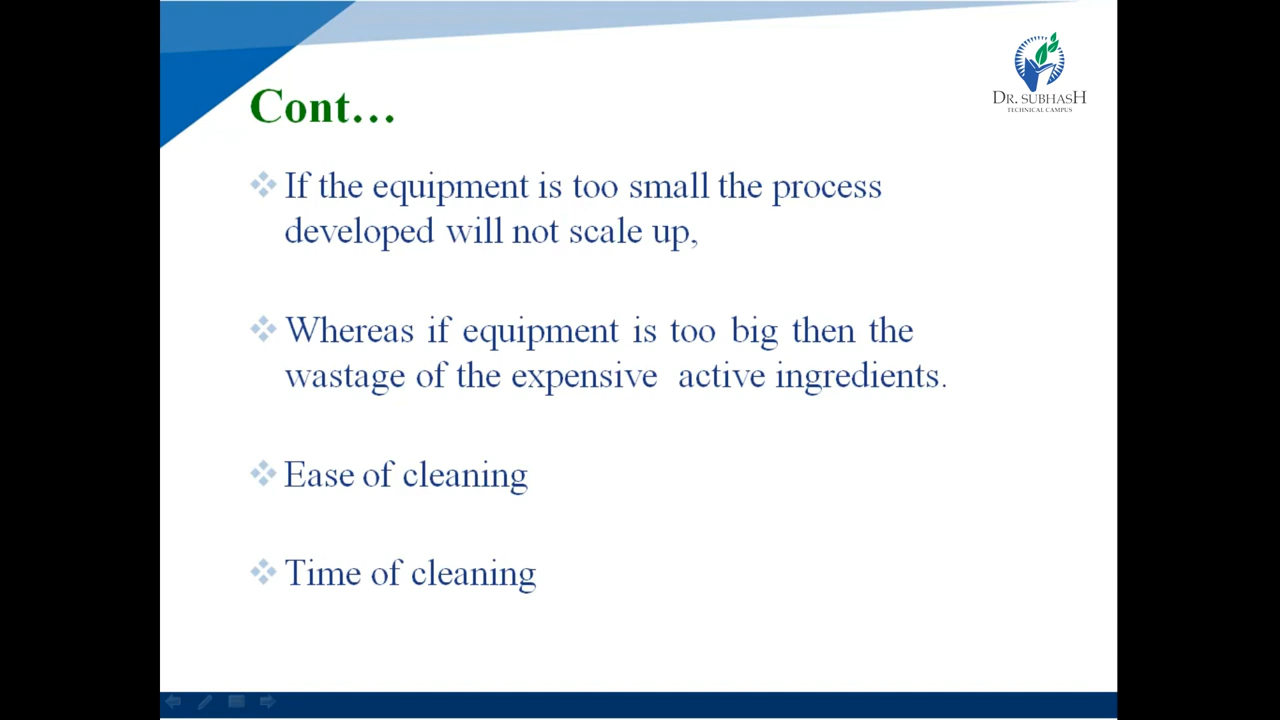 DR. SUBHASH
TECHNICAL CAMPUS
Cont...
If the equipment is too small the process
developed will not scale up,
Whereas if equipment is too big then the
wastage of the expensive active ingredients.
Ease of cleaning
Time of cleaning